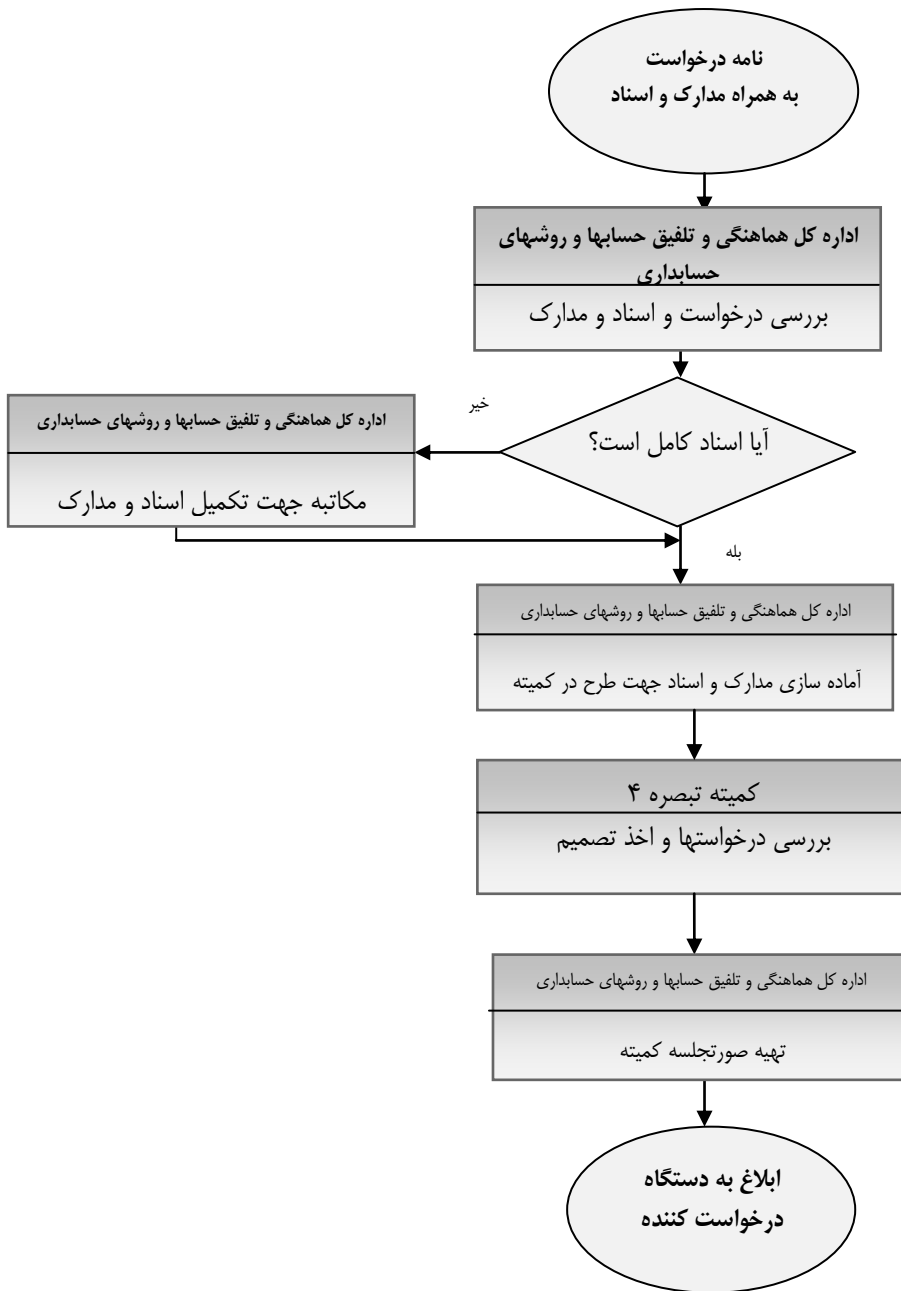 نامه درخواست
به همراه مدارک و اسناد
اداره کل هماهنگی و تلفیق حسابها و روشهای
حسابداری
بررسی درخواست و اسناد و مدارک
خیر
آیا اسناد کامل است؟
اداره کل هماهنگی و تلفیق حسابها و روشهای حسابداری
مکاتبه جهت تکمیل اسناد و مدارک
بله
اداره کل هماهنگی و تلفیق حسابها و روشهای حسابداری
آماده سازی مدارک و اسناد جهت طرح در کمیته
کمیته تبصره ۴
بررسی درخواستها و اخذ تصمیم
اداره کل هماهنگی و تلفیق حسابها و روشهای حسابداری
تهیه صورتجلسه کمیته
ابلاغ به دستگاه
درخواست کننده